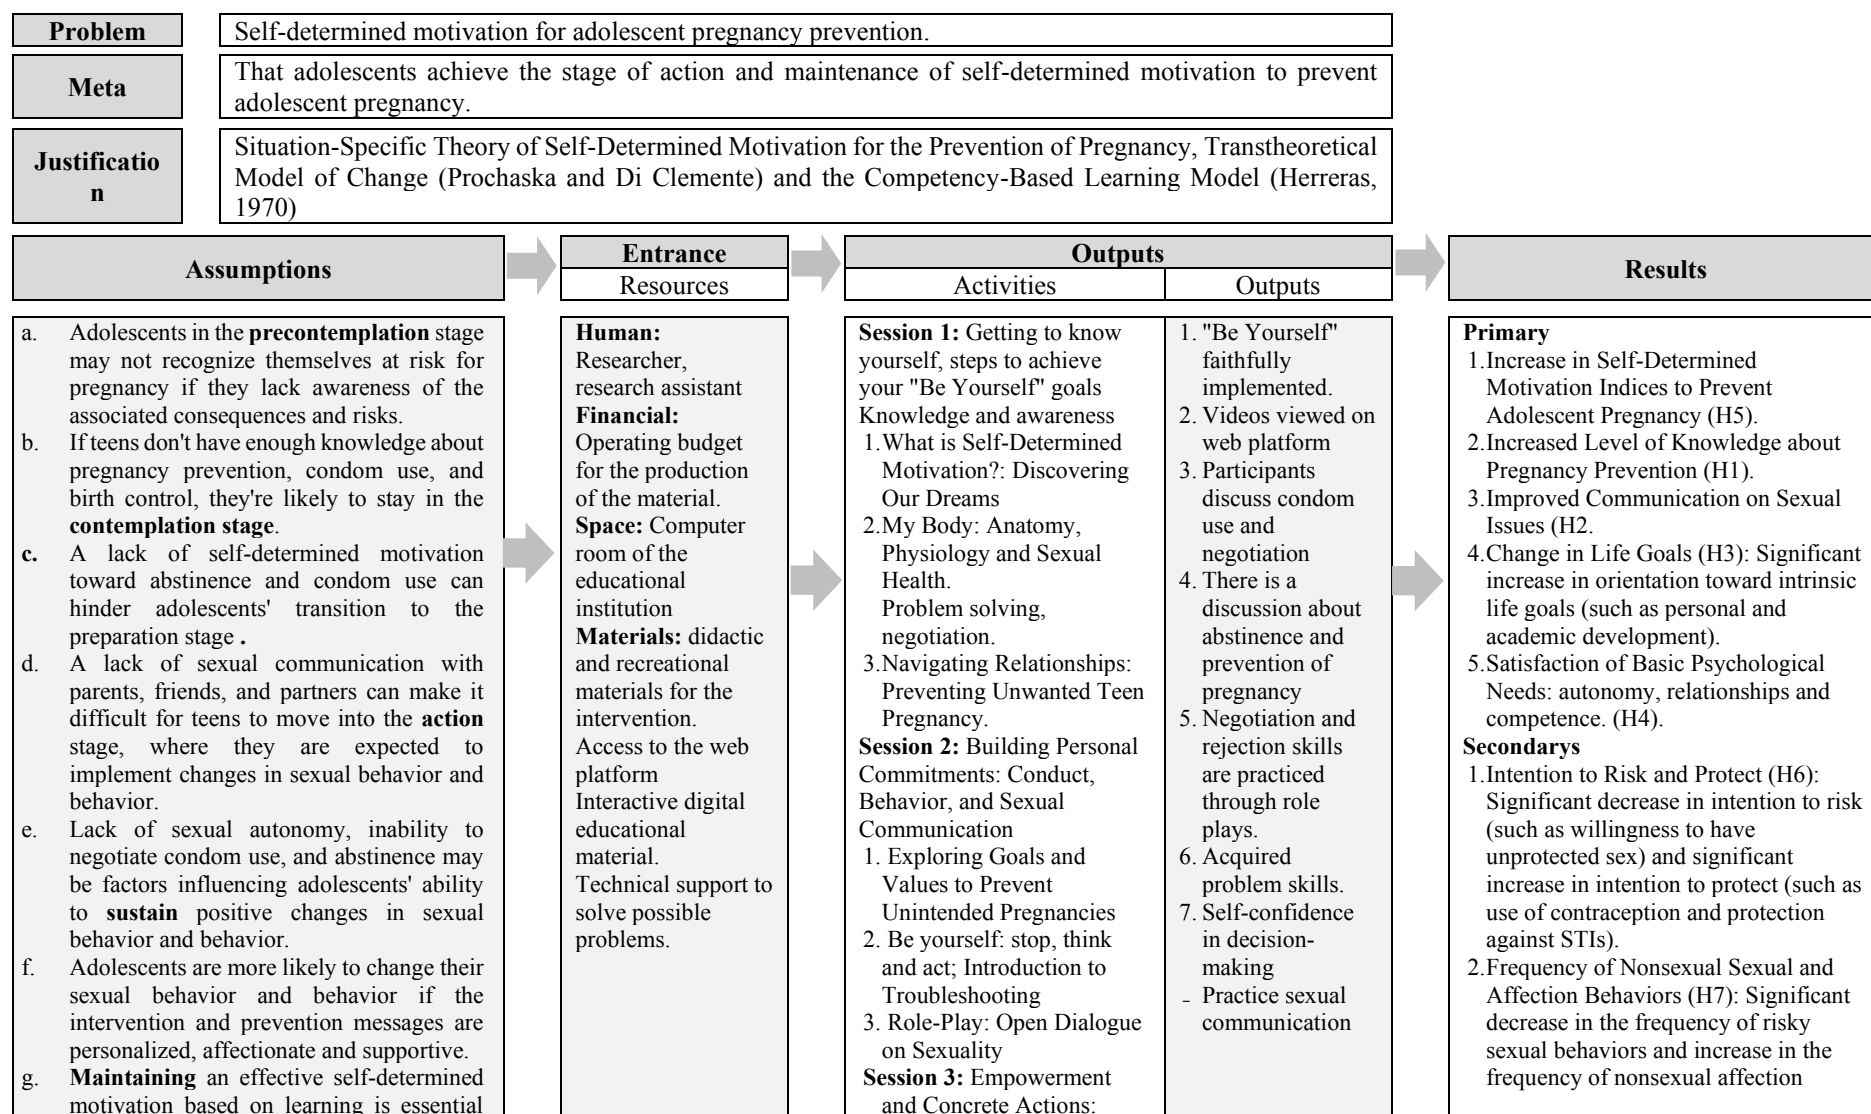 Problem
Self-determined motivation for adolescent pregnancy prevention.
Meta
That adolescents achieve the stage of action and maintenance of self-determined motivation to prevent
adolescent pregnancy.
Justificatio
n
Situation-Specific Theory of Self-Determined Motivation for the Prevention of Pregnancy, Transtheoretical
Model of Change (Prochaska and Di Clemente) and the Competency-Based Learning Model (Herreras,
1970)
Assumptions
Entrance
Resources
Outputs
Activities
Outputs
Results
a. Adolescents in the precontemplation stage
may not recognize themselves at risk for
pregnancy if they lack awareness of the
associated consequences and risks.
b. If teens don't have enough knowledge about
pregnancy prevention, condom use, and
birth control, they're likely to stay in the
contemplation stage.
c. A lack of self-determined motivation
toward abstinence and condom use can
hinder adolescents' transition to the
preparation stage .
d. A lack of sexual communication with
parents, friends, and partners can make it
difficult for teens to move into the action
stage, where they are expected to
implement changes in sexual behavior and
behavior.
e. Lack of sexual autonomy, inability to
negotiate condom use, and abstinence may
be factors influencing adolescents' ability
to sustain positive changes in sexual
behavior and behavior.
f. Adolescents are more likely to change their
sexual behavior and behavior if the
intervention and prevention messages are
personalized, affectionate and supportive.
g. Maintaining an effective self-determined
motivation based on learning is essential
Human:
Researcher,
research assistant
Financial:
Operating budget
for the production
of the material.
Space: Computer
room of the
educational
institution
Materials: didactic
and recreational
materials for the
intervention.
Access to the web
platform
Interactive digital
educational
material.
Technical support to
solve possible
problems.
Session 1: Getting to know
yourself, steps to achieve
your "Be Yourself" goals
Knowledge and awareness
1.What is Self-Determined
Motivation?: Discovering
Our Dreams
2.My Body: Anatomy,
Physiology and Sexual
Health.
Problem solving,
negotiation.
3.Navigating Relationships:
Preventing Unwanted Teen
Pregnancy.
Session 2: Building Personal
Commitments: Conduct,
Behavior, and Sexual
Communication
1. Exploring Goals and
Values to Prevent
Unintended Pregnancies
2. Be yourself: stop, think
and act; Introduction to
Troubleshooting
3. Role-Play: Open Dialogue
on Sexuality
Session 3: Empowerment
and Concrete Actions:
1. "Be Yourself"
faithfully
implemented.
2. Videos viewed on
web platform
3. Participants
discuss condom
use and
negotiation
4. There is a
discussion about
abstinence and
prevention of
pregnancy
5. Negotiation and
rejection skills
are practiced
through role
plays.
6. Acquired
problem skills.
7. Self-confidence
in decision-
making
- Practice sexual
communication
Primary
1.Increase in Self-Determined
Motivation Indices to Prevent
Adolescent Pregnancy (H5).
2.Increased Level of Knowledge about
Pregnancy Prevention (H1).
3.Improved Communication on Sexual
Issues (H2.
4.Change in Life Goals (H3): Significant
increase in orientation toward intrinsic
life goals (such as personal and
academic development).
5.Satisfaction of Basic Psychological
Needs: autonomy, relationships and
competence. (H4).
Secondarys
1.Intention to Risk and Protect (H6):
Significant decrease in intention to risk
(such as willingness to have
unprotected sex) and significant
increase in intention to protect (such as
use of contraception and protection
against STIs).
2.Frequency of Nonsexual Sexual and
Affection Behaviors (H7): Significant
decrease in the frequency of risky
sexual behaviors and increase in the
frequency of nonsexual affection